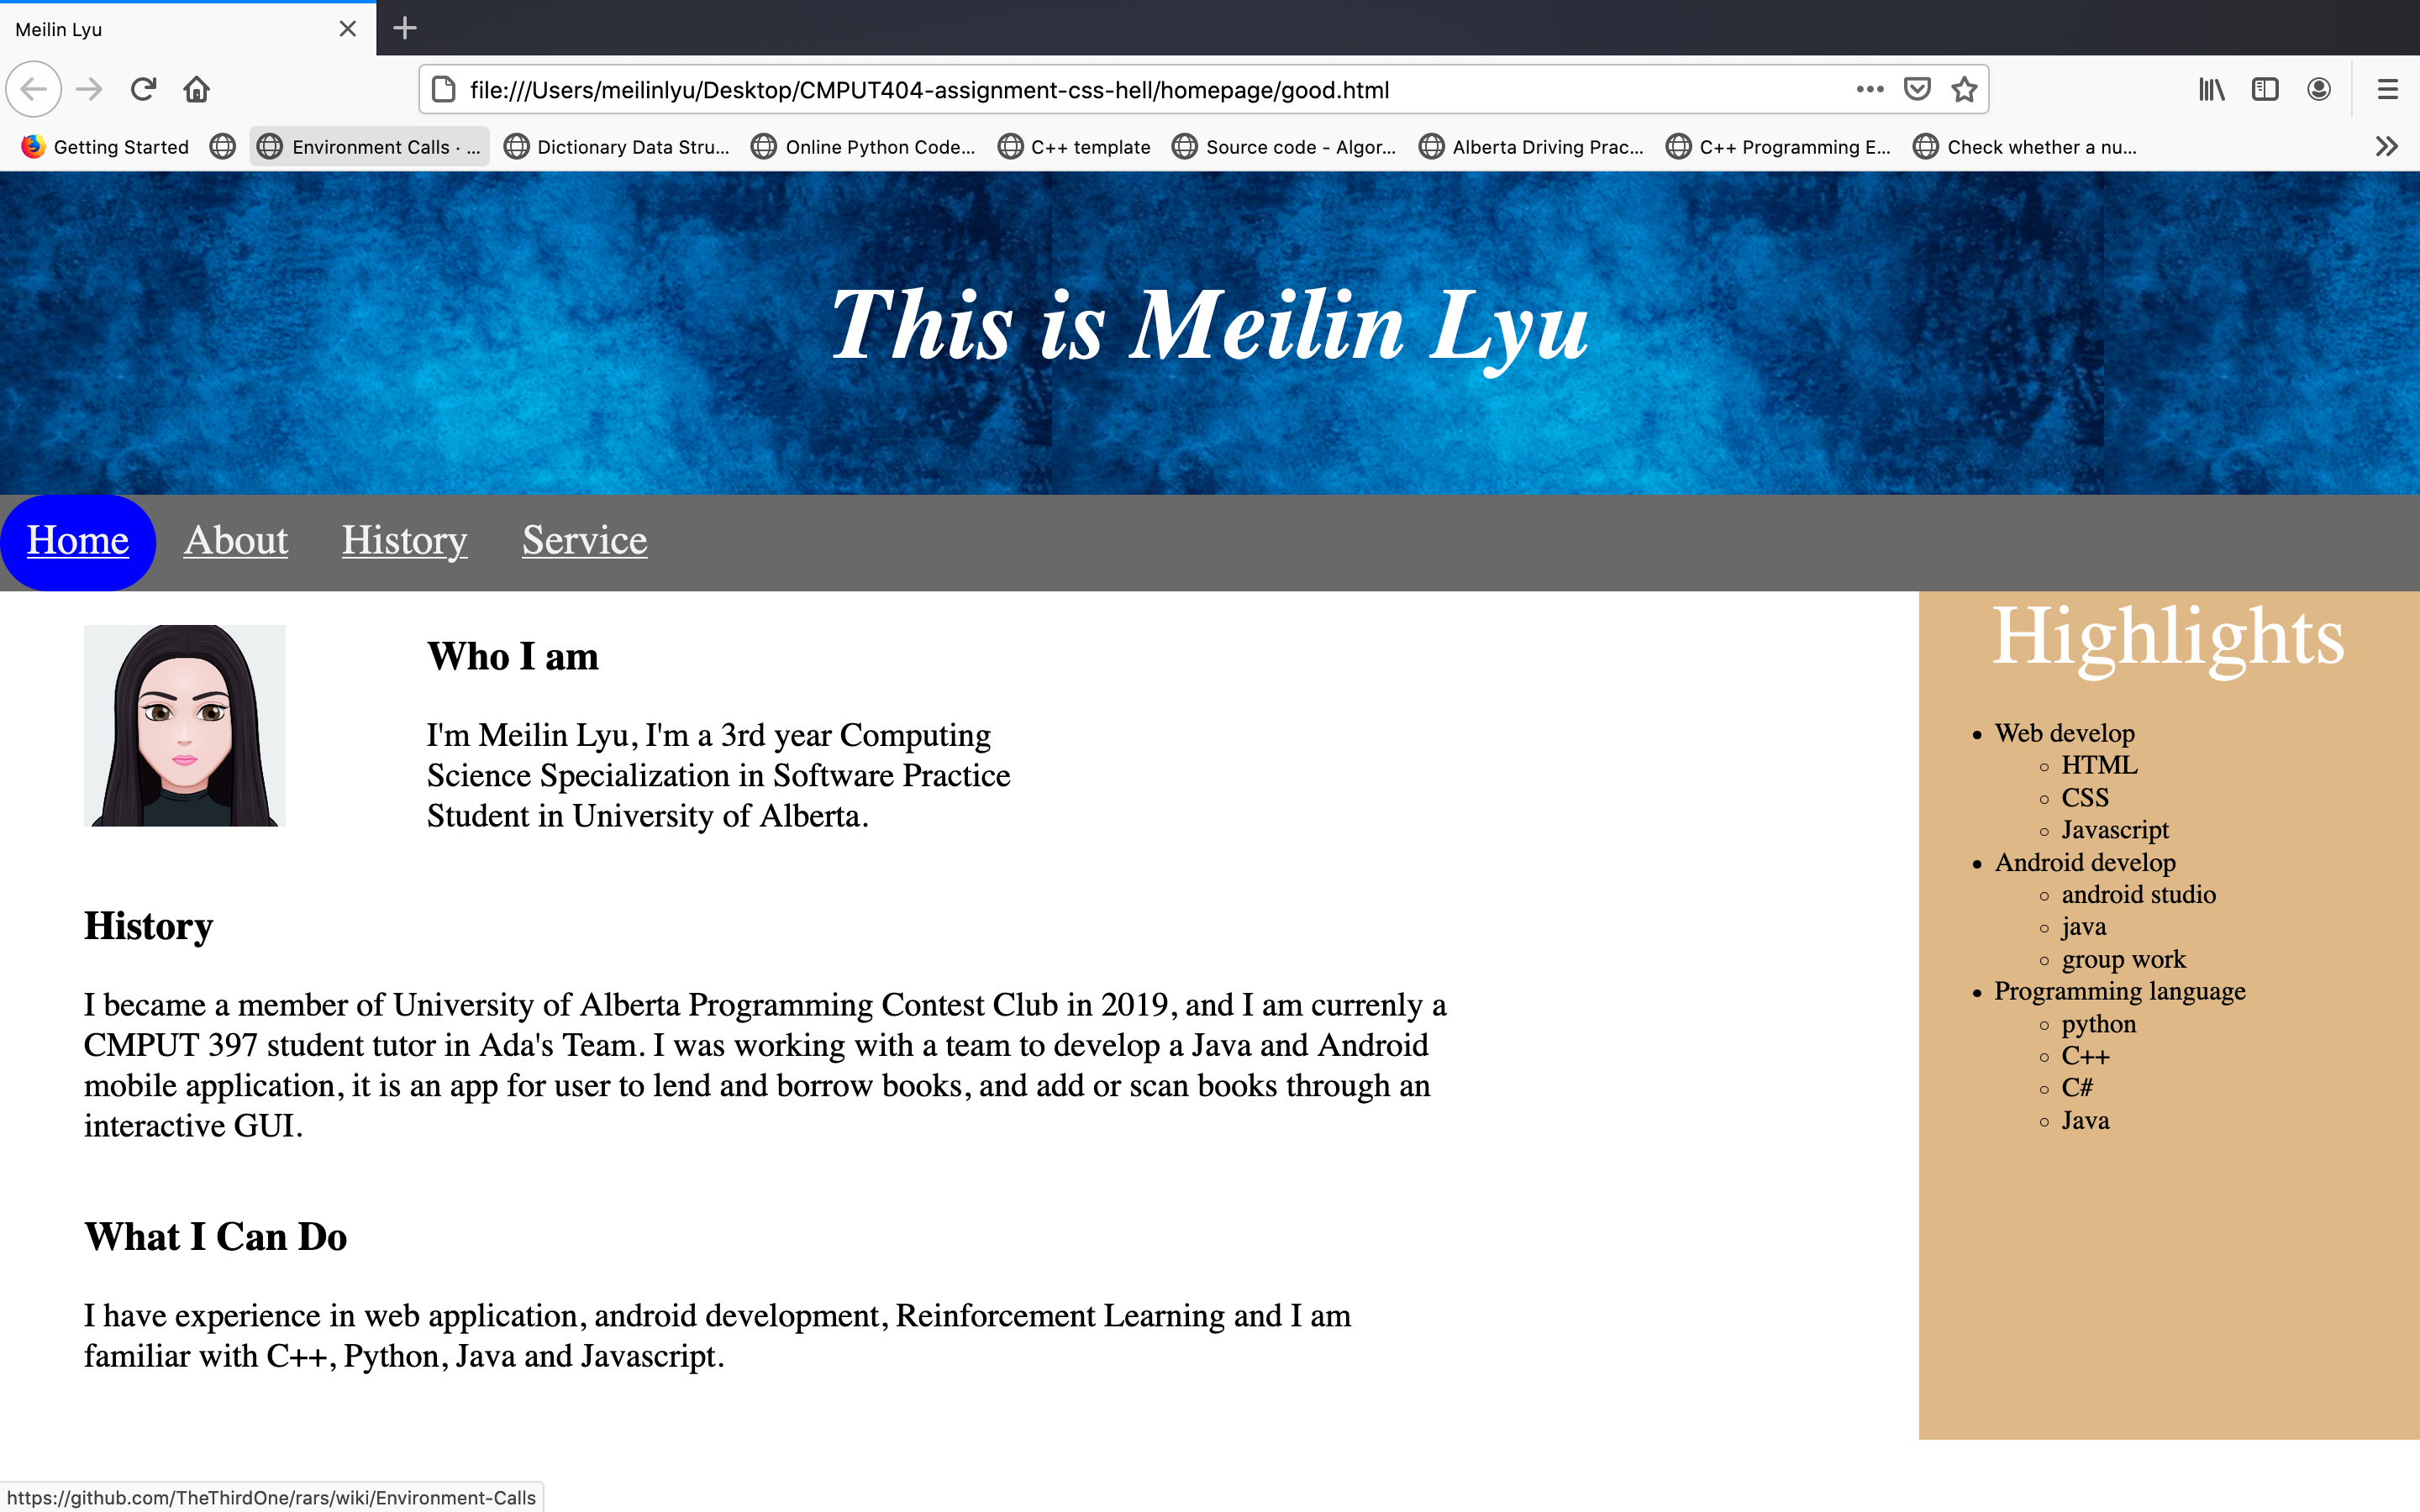 Meilin Lyu
file:///Users/meilinlyu/Desktop/CMPUT404-assignment-css-hell/homepage/good.html
Getting Started Environment Calls · ... Dictionary Data Stru... Online Python Code... C++ template Source code - Algor... Alberta Driving Prac... C++ Programming E... Check whether a nu...
This is Meilin Lyu
Home About History Service
Who I am
I'm Meilin Lyu, I'm a 3rd year Computing
Science Specialization in Software Practice
Student in University of Alberta.
History
I became a member of University of Alberta Programming Contest Club in 2019, and I am currenly a
CMPUT 397 student tutor in Ada's Team. I was working with a team to develop a Java and Android
mobile application, it is an app for user to lend and borrow books, and add or scan books through an
interactive GUI.
What I Can Do
I have experience in web application, android development, Reinforcement Learning and I am
familiar with C++, Python, Java and Javascript.
Highlights
Web develop
HTML
CSS
Javascript
Android develop
android studio
java
group work
Programming language
python
C++
C#
Java
https://github.com/TheThirdOne/rars/wiki/Environment-Calls